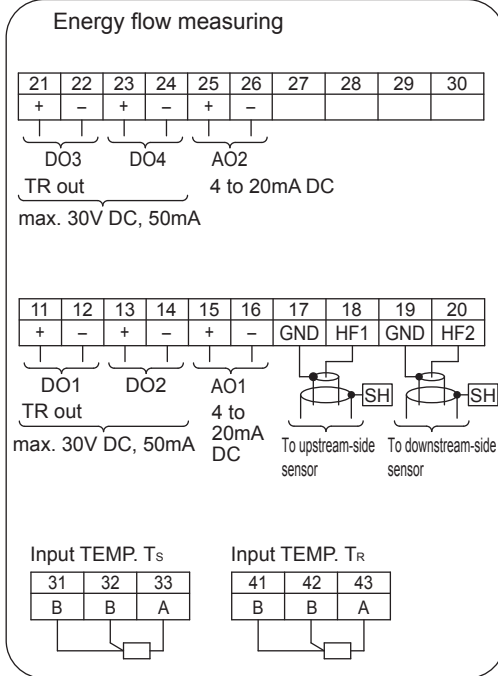 Energy flow measuring
21 22 23 24 25 26 27 28 29 30
+ – + – + –
DO3 DO4 AO2
TR out 4 to 20mA DC
max. 30V DC, 50mA
11 12 13 14 15 16 17 18 19 20
+ – + – + – GND HF1 GND HF2
SH SH
DO1 DO2 AO1
TR out 4 to
20mA
max. 30V DC, 50mA DC
To upstream-side To downstream-side
sensor sensor
Input TEMP. Ts Input TEMP. TR
31 32 33 41 42 43
B B A B B A